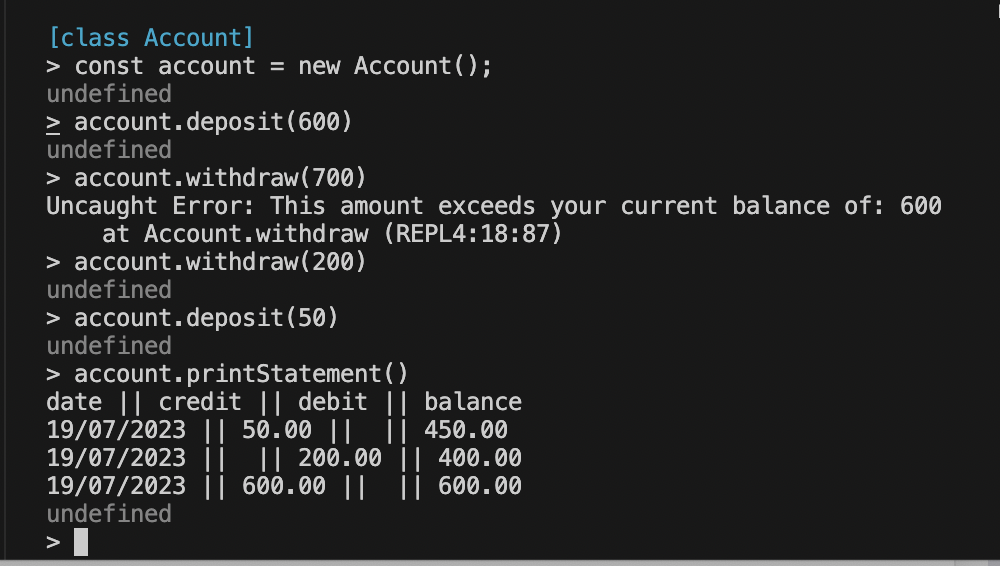 [class Account]
> const account = new Account();
undefined
> account.deposit(600)
undefined
> account.withdraw(700)
Uncaught Error: This amount exceeds your current balance of: 600
    at Account.withdraw (REPL4:18:87)
> account.withdraw(200)
undefined
> account.deposit(50)
undefined
> account.printStatement()
date || credit || debit || balance
19/07/2023 || 50.00 ||  || 450.00
19/07/2023 ||  || 200.00 || 400.00
19/07/2023 || 600.00 ||  || 600.00
undefined
>